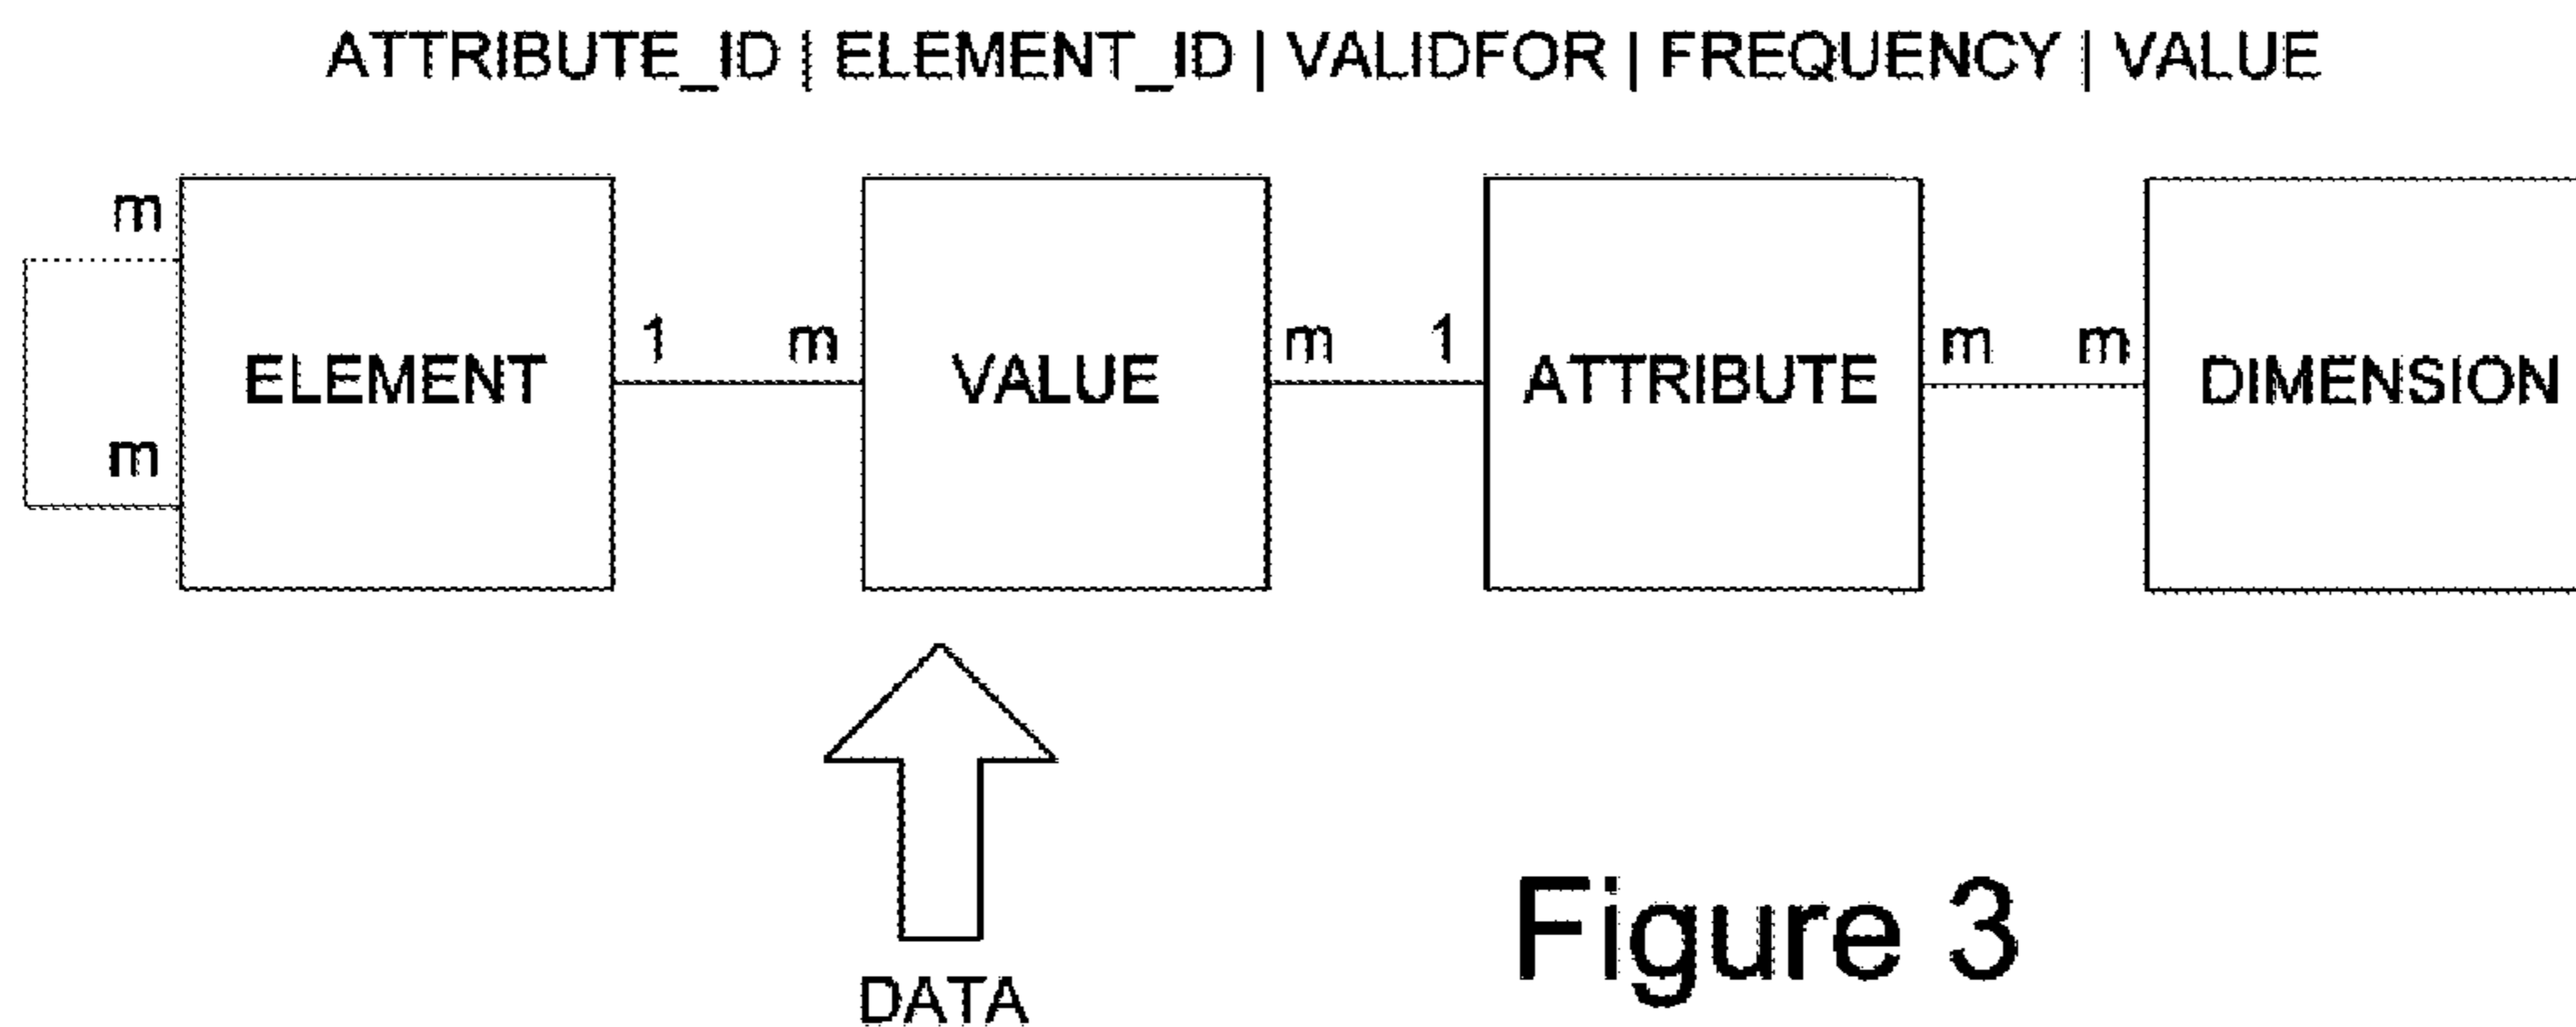 ATTRIBUTE_ID | ELEMENT_ID | VALIDFOR | FREQUENCY | VALUE
m
m
ELEMENT
1 m
VALUE
m 1
ATTRIBUTE
m m
DIMENSION
DATA
Figure 3